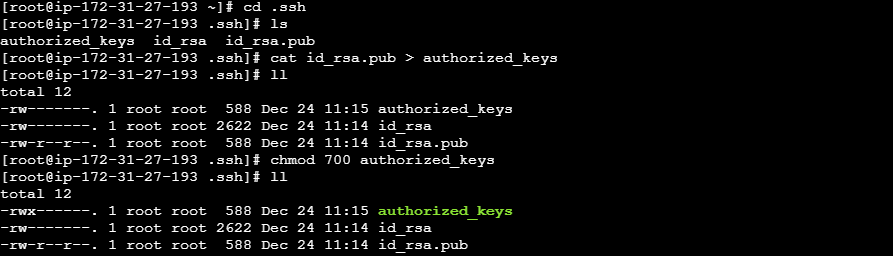 [root@ip-172-31-27-193 ~]# cd .ssh
[root@ip-172-31-27-193 .ssh]# ls
authorized_keys  id_rsa  id_rsa.pub
[root@ip-172-31-27-193 .ssh]# cat id_rsa.pub > authorized_keys
[root@ip-172-31-27-193 .ssh]# ll
total 12
-rw-------. 1 root root  588 Dec 24 11:15 authorized_keys
-rw-------. 1 root root 2622 Dec 24 11:14 id_rsa
-rw-r--r--. 1 root root  588 Dec 24 11:14 id_rsa.pub
[root@ip-172-31-27-193 .ssh]# chmod 700 authorized_keys
[root@ip-172-31-27-193 .ssh]# ll
total 12
-rwx------. 1 root root  588 Dec 24 11:15 authorized_keys
-rw-------. 1 root root 2622 Dec 24 11:14 id_rsa
-rw-r--r--. 1 root root  588 Dec 24 11:14 id_rsa.pub